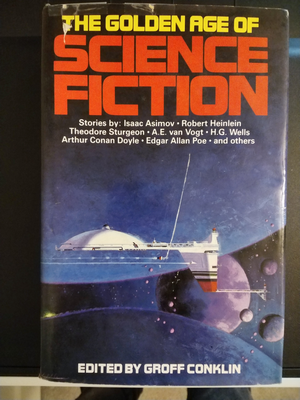 THE GOLDEN AGE OF
SCIENCE
FICTION
Stories by: Isaac Asimov • Robert Heinlein
Theodore Sturgeon • A.E. van Vogt • H.G. Wells
Arthur Conan Doyle • Edgar Allan Poe • and others
EDITED BY GROFF CONKLIN